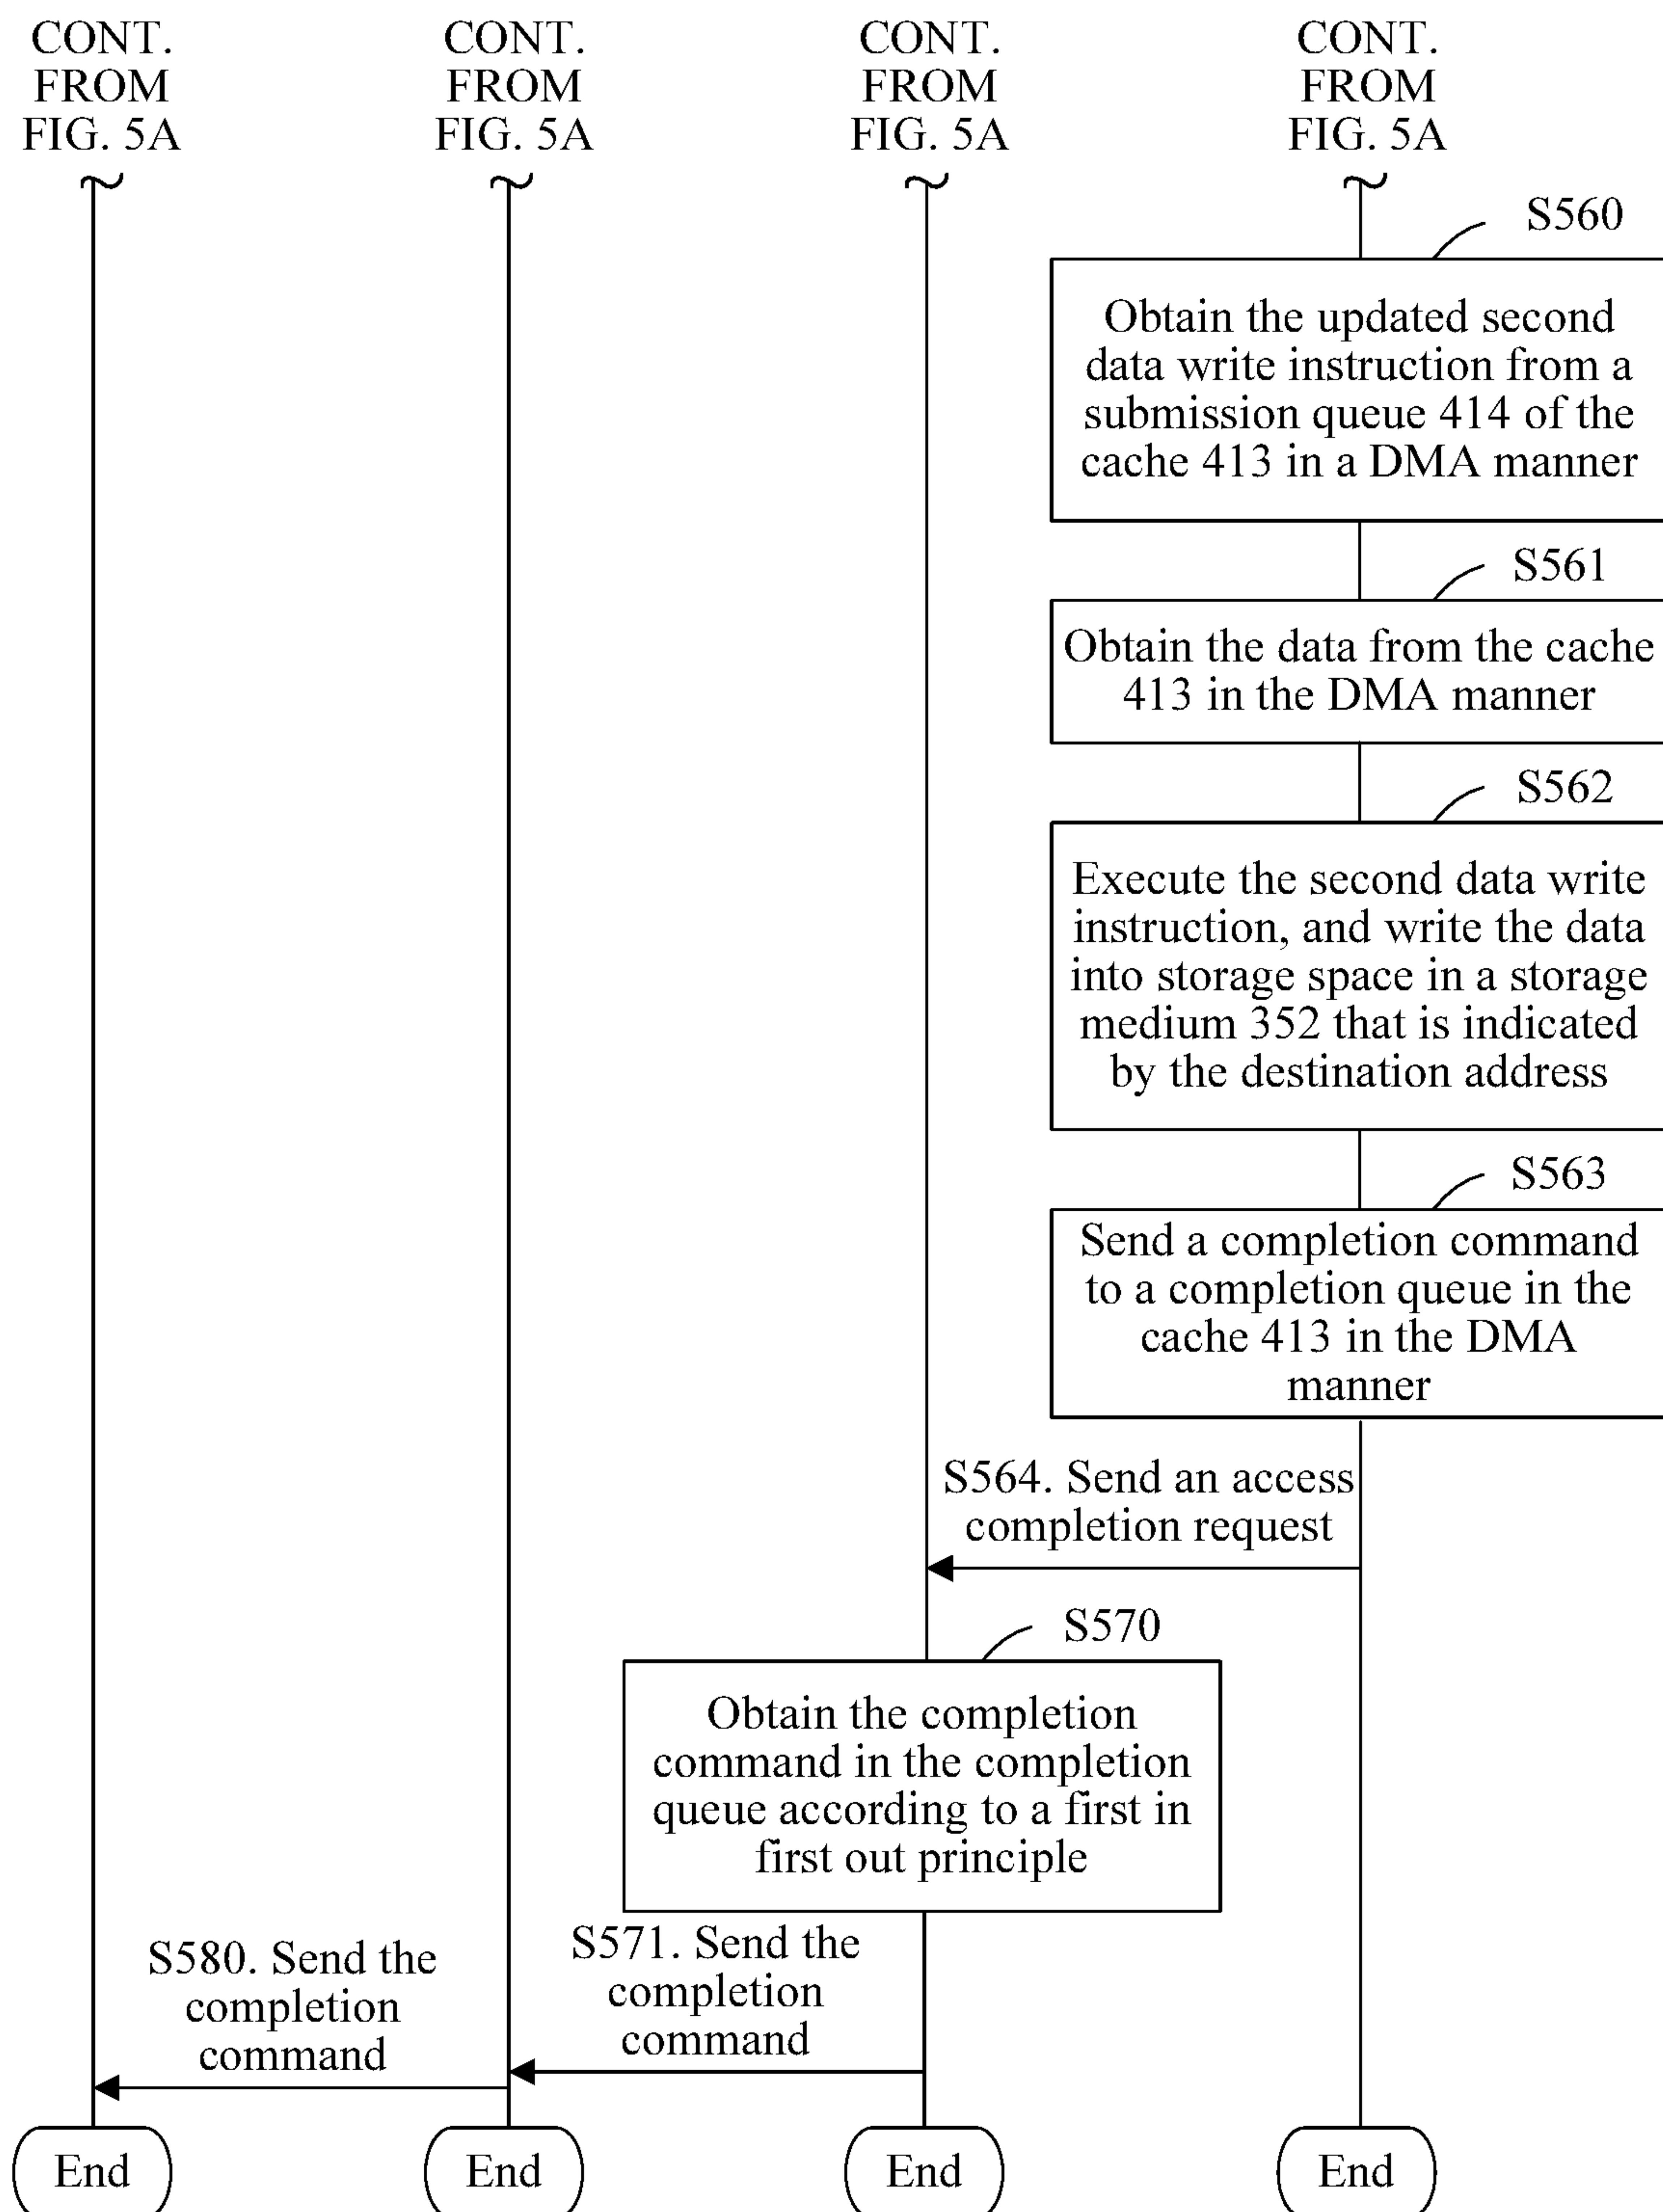 CONT.
FROM
FIG. 5A
CONT.
FROM
FIG. 5A
CONT.
FROM
FIG. 5A
CONT.
FROM
FIG. 5A
S560
Obtain the updated second
data write instruction from a
submission queue 414 of the
cache 413 in a DMA manner
S561
Obtain the data from the cache
413 in the DMA manner
S562
Execute the second data write
instruction, and write the data
into storage space in a storage
medium 352 that is indicated
by the destination address
S563
Send a completion command
to a completion queue in the
cache 413 in the DMA
manner
S564. Send an access
completion request
S570
Obtain the completion
command in the completion
queue according to a first in
first out principle
S571. Send the
completion
command
S580. Send the
completion
command
End
End
End
End